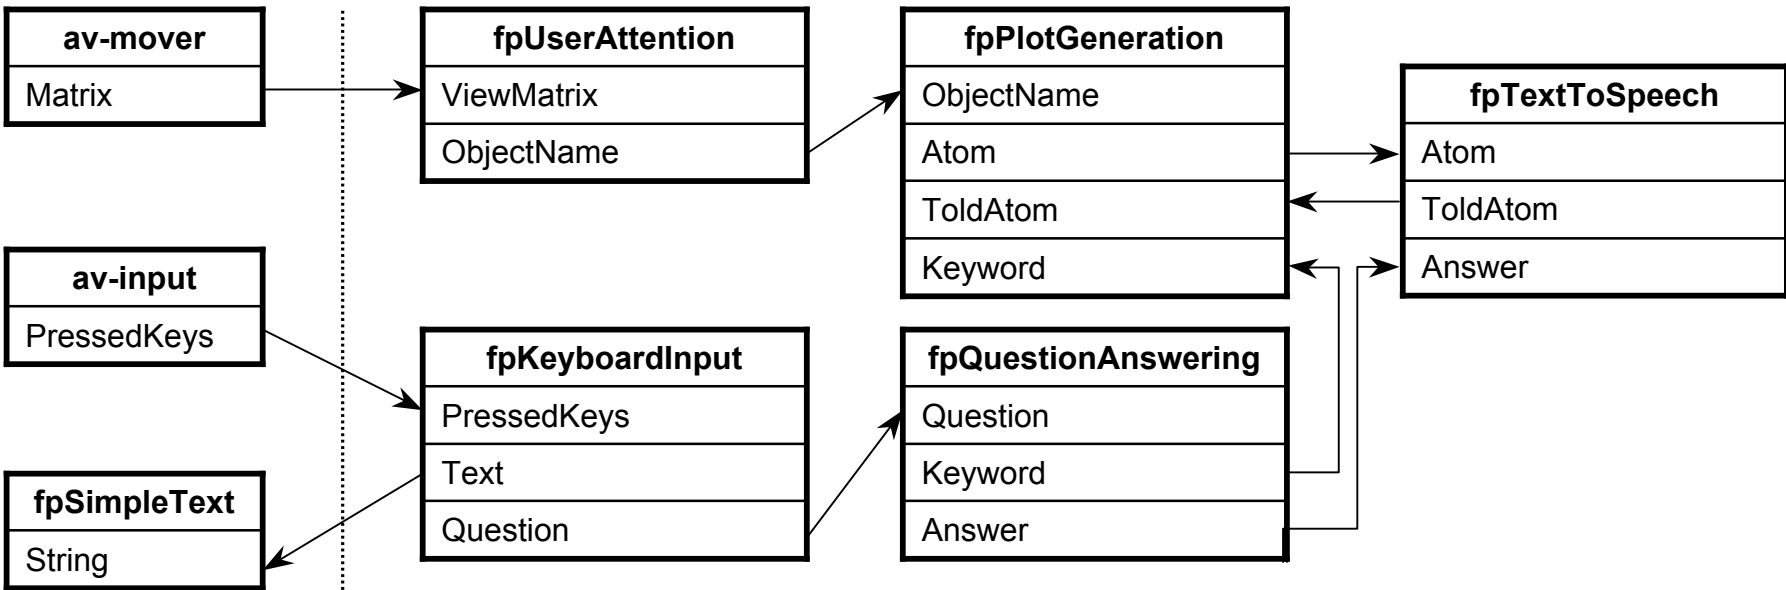 av-mover
Matrix
fpUserAttention
ViewMatrix
ObjectName
fpPlotGeneration
ObjectName
Atom
ToldAtom
Keyword
fpTextToSpeech
Atom
ToldAtom
Answer
av-input
PressedKeys
fpKeyboardInput
PressedKeys
Text
Question
fpQuestionAnswering
Question
Keyword
Answer
fpSimpleText
String